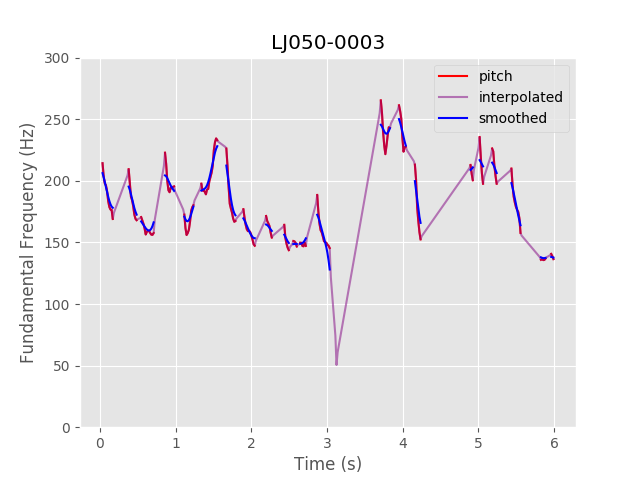 LJ050-0003
pitch
interpolated
smoothed
Fundamental Frequency (Hz)
300
250
200
150
100
50
0
0 1 2 3 4 5 6
Time (s)